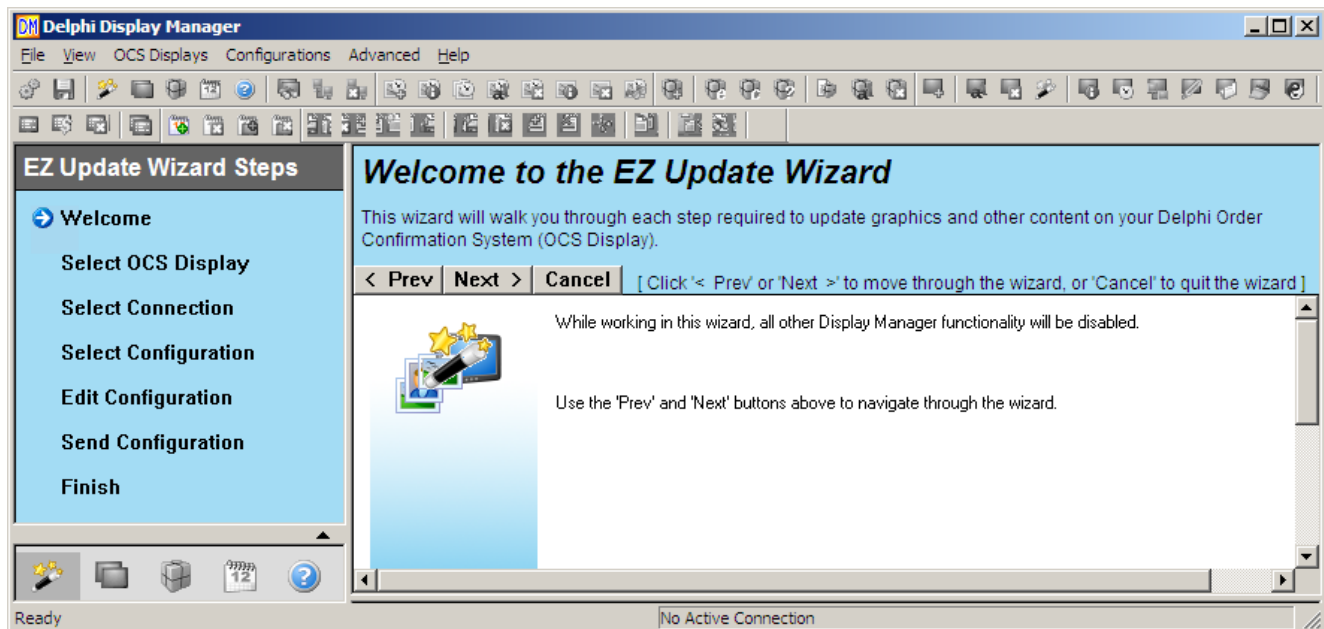 DM Delphi Display Manager
File View OCS Displays Configurations Advanced Help
12
EZ Update Wizard Steps
Welcome
Select OCS Display
Select Connection
Select Configuration
Edit Configuration
Send Configuration
Finish
12
Welcome to the EZ Update Wizard
This wizard will walk you through each step required to update graphics and other content on your Delphi Order
Confirmation System (OCS Display).
< Prev Next > Cancel [ Click '< Prev' or 'Next >' to move through the wizard, or 'Cancel' to quit the wizard ]
While working in this wizard, all other Display Manager functionality will be disabled.
Use the 'Prev' and 'Next' buttons above to navigate through the wizard.
Ready No Active Connection